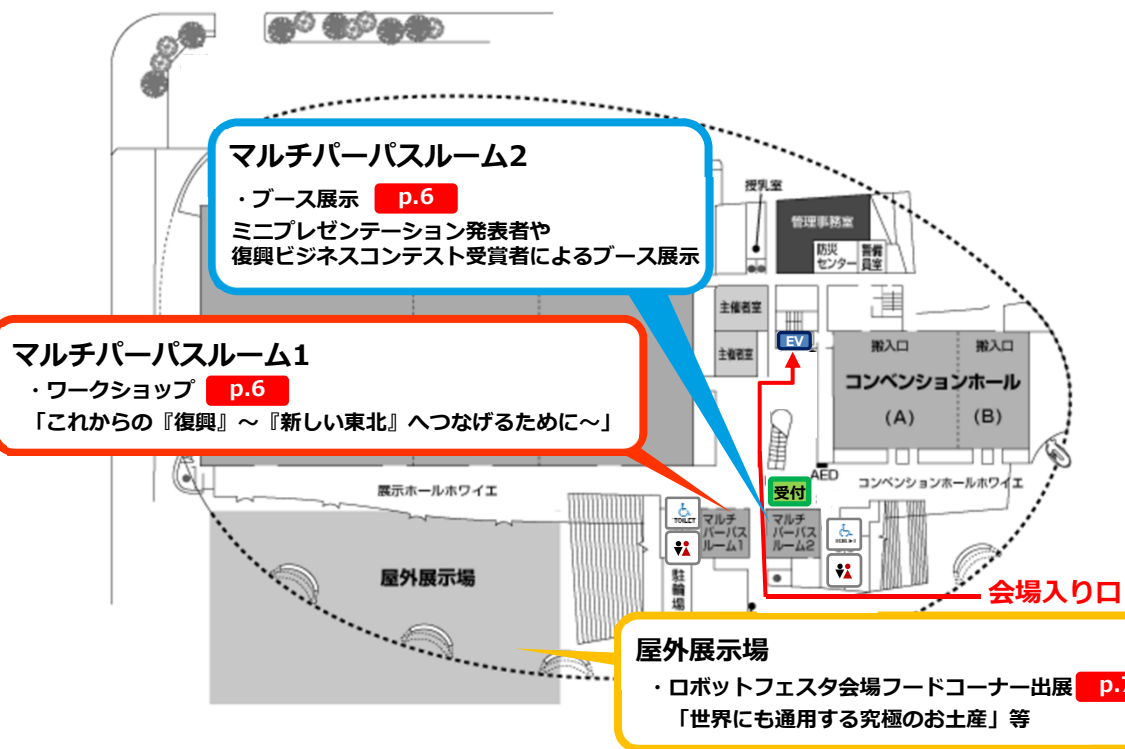 マルチパーパスルーム2
・ブース展示 p.6
ミニプレゼンテーション発表者や
復興ビジネスコンテスト受賞者によるブース展示
授乳室
管理事務室
防災
センター
警備
員室
主催者室
主催者室
EV
マルチパーパスルーム1
・ワークショップ p.6
「これからの『復興』～『新しい東北』へつなげるために～」
搬入口
搬入口
コンベンションホール
(A)
(B)
AED
展示ホールホワイエ
コンベンションホールホワイエ
受付
TOILET
マルチ
パーパス
ルーム1
マルチ
パーパス
ルーム2
屋外展示場
駐輪場
会場入り口
屋外展示場
・ロボットフェスタ会場フードコーナー出展 p.7
「世界にも通用する究極のお土産」等